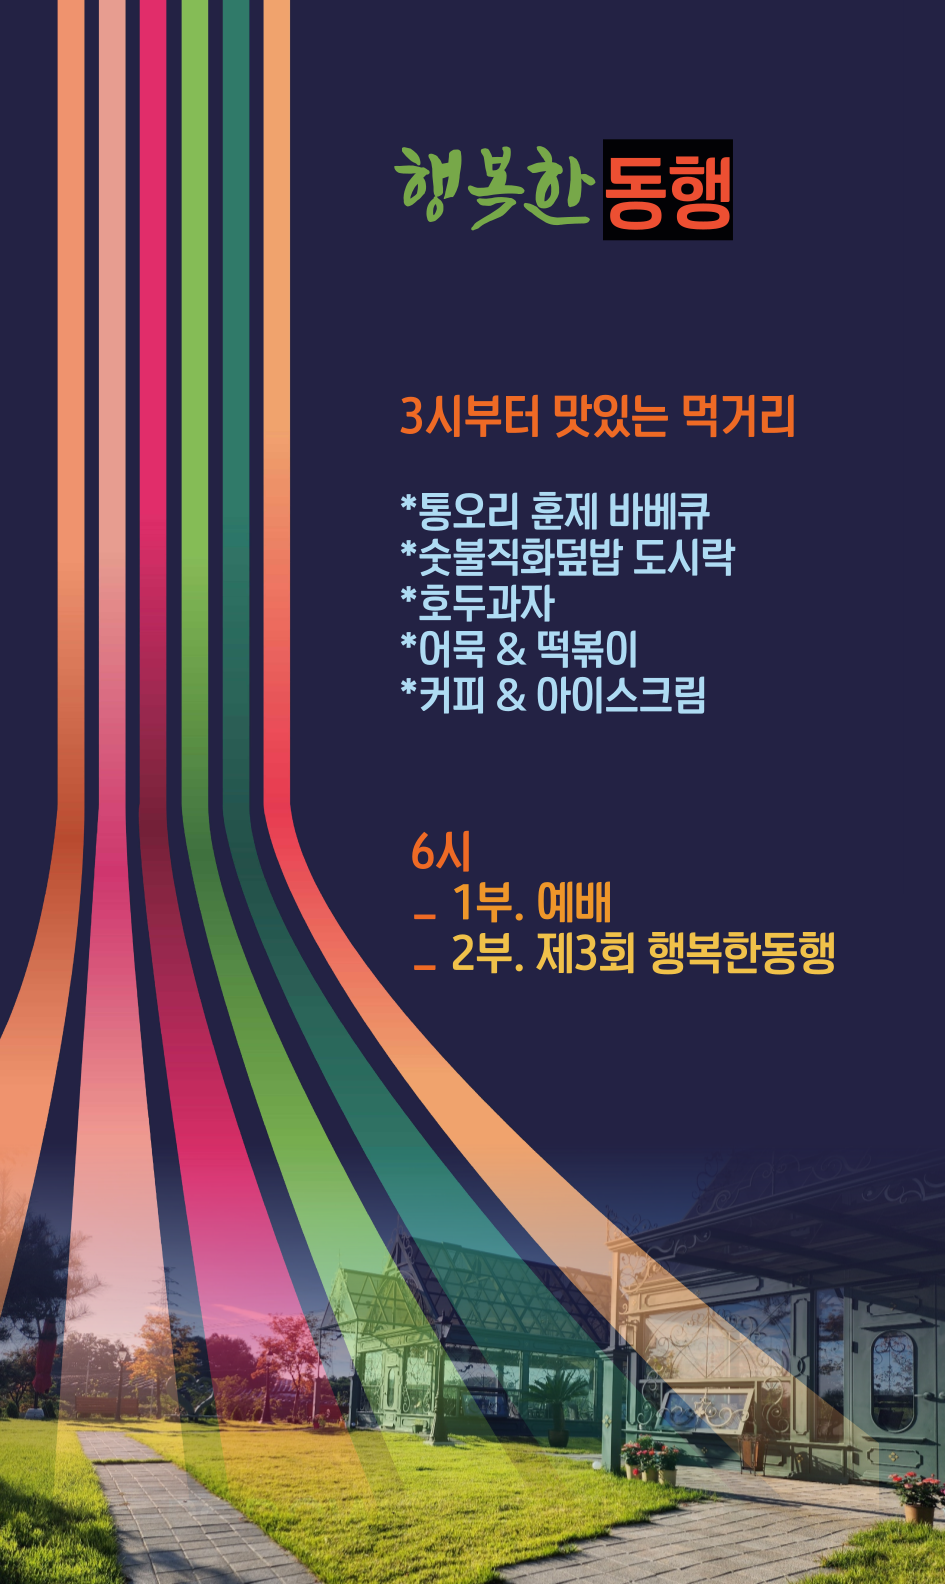 행복한 동행
3시부터 맛있는 먹거리
*통오리 훈제 바베큐
*숯불직화덮밥 도시락
*호두과자
*어묵 & 떡볶이
*커피 & 아이스크림
6시
_ 1부. 예배
_ 2부. 제3회 행복한동행